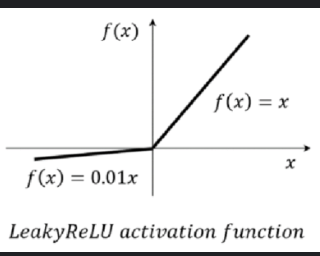 f(x)
f(x) = x
x
f(x) = 0.01x
LeakyReLU activation function